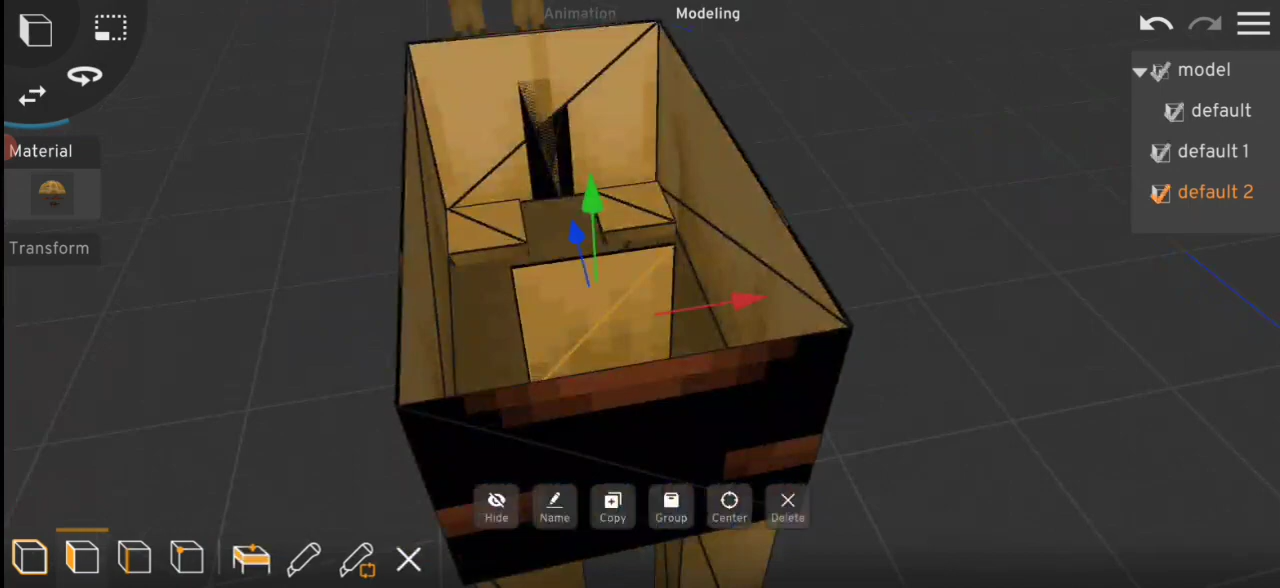 Animation
Modeling
model
default
default 1
default 2
Material
Transform
Hide
Name
Copy
Group
Center
Delete